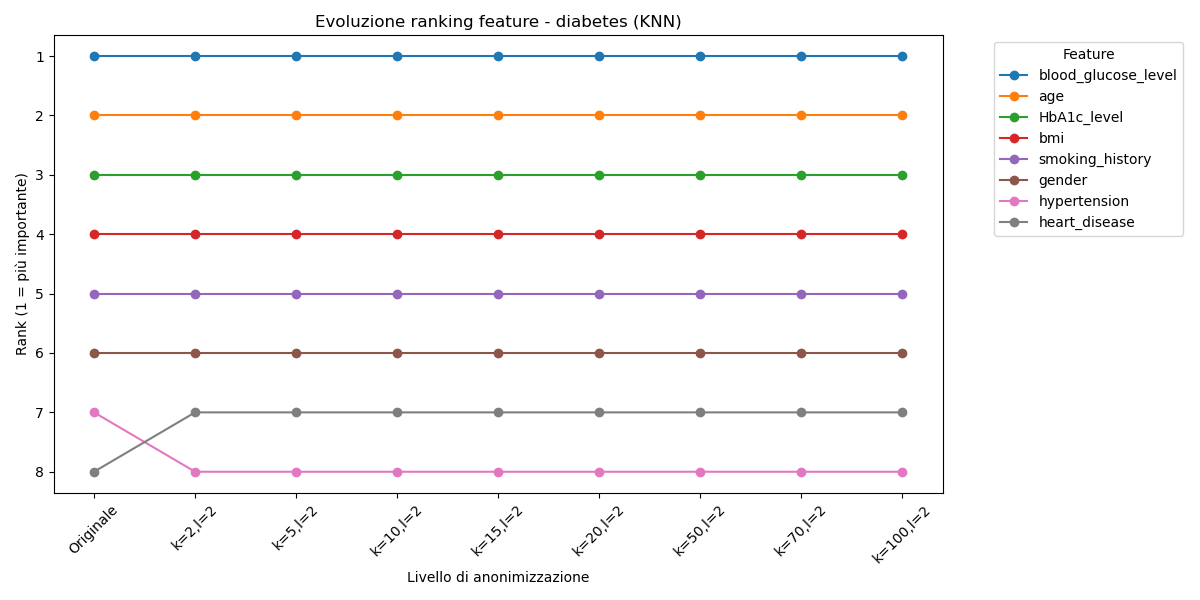 Evoluzione ranking feature - diabetes (KNN)
Rank (1 = più importante)
1
2
3
4
5
6
7
8
Originale
k=2,l=2
k=5,l=2
k=10,l=2
k=15,l=2
k=20,l=2
k=50,l=2
k=70,l=2
k=100,l=2
Livello di anonimizzazione
Feature
blood_glucose_level
age
HbA1c_level
bmi
smoking_history
gender
hypertension
heart_disease